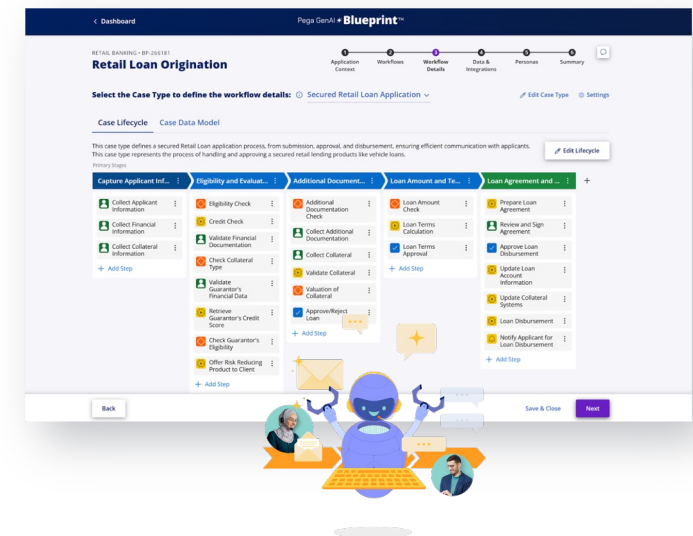 < Dashboard
Pega GenAI Blueprint™
RETAIL BANKING • BP-266161
Retail Loan Origination
1 2 3 4 5 6
Application Context
Workflows
Workflow Details
Data & Integrations
Personas
Summary
Select the Case Type to define the workflow details: Secured Retail Loan Application
Edit Case Type
Settings
Case Lifecycle
Case Data Model
This case type defines a secured Retail Loan application process, from submission, approval, and disbursement, ensuring efficient communication with applicants.
This case type represents the process of handling and approving a secured retail lending products like vehicle loans.
Edit Lifecycle
Primary Stages
Capture Applicant Inf...
Collect Applicant
Information
Collect Financial
Information
Collect Collateral
Information
+ Add Step
Eligibility and Evaluat...
Eligibility Check
Credit Check
Validate Financial
Documentation
Check Collateral
Type
Validate
Guarantor's
Financial Data
Retrieve
Guarantor's Credit
Score
Check Guarantor's
Eligibility
Offer Risk Reducing
Product to Client
+ Add Step
Additional Document...
Additional
Documentation
Check
Collect Additional
Documentation
Collect Collateral
Validate Collateral
Valuation of
Collateral
Approve/Reject
Loan
+ Add Step
Loan Amount and Te...
Loan Amount
Check
Loan Terms
Calculation
Loan Terms
Approval
+ Add Step
Loan Agreement and ...
Prepare Loan
Agreement
Review and Sign
Agreement
Approve Loan
Disbursement
Update Loan
Account
Information
Update Collateral
Systems
Loan Disbursement
Notify Applicant for
Loan Disbursement
+ Add Step
+
Back
Save & Close
Next